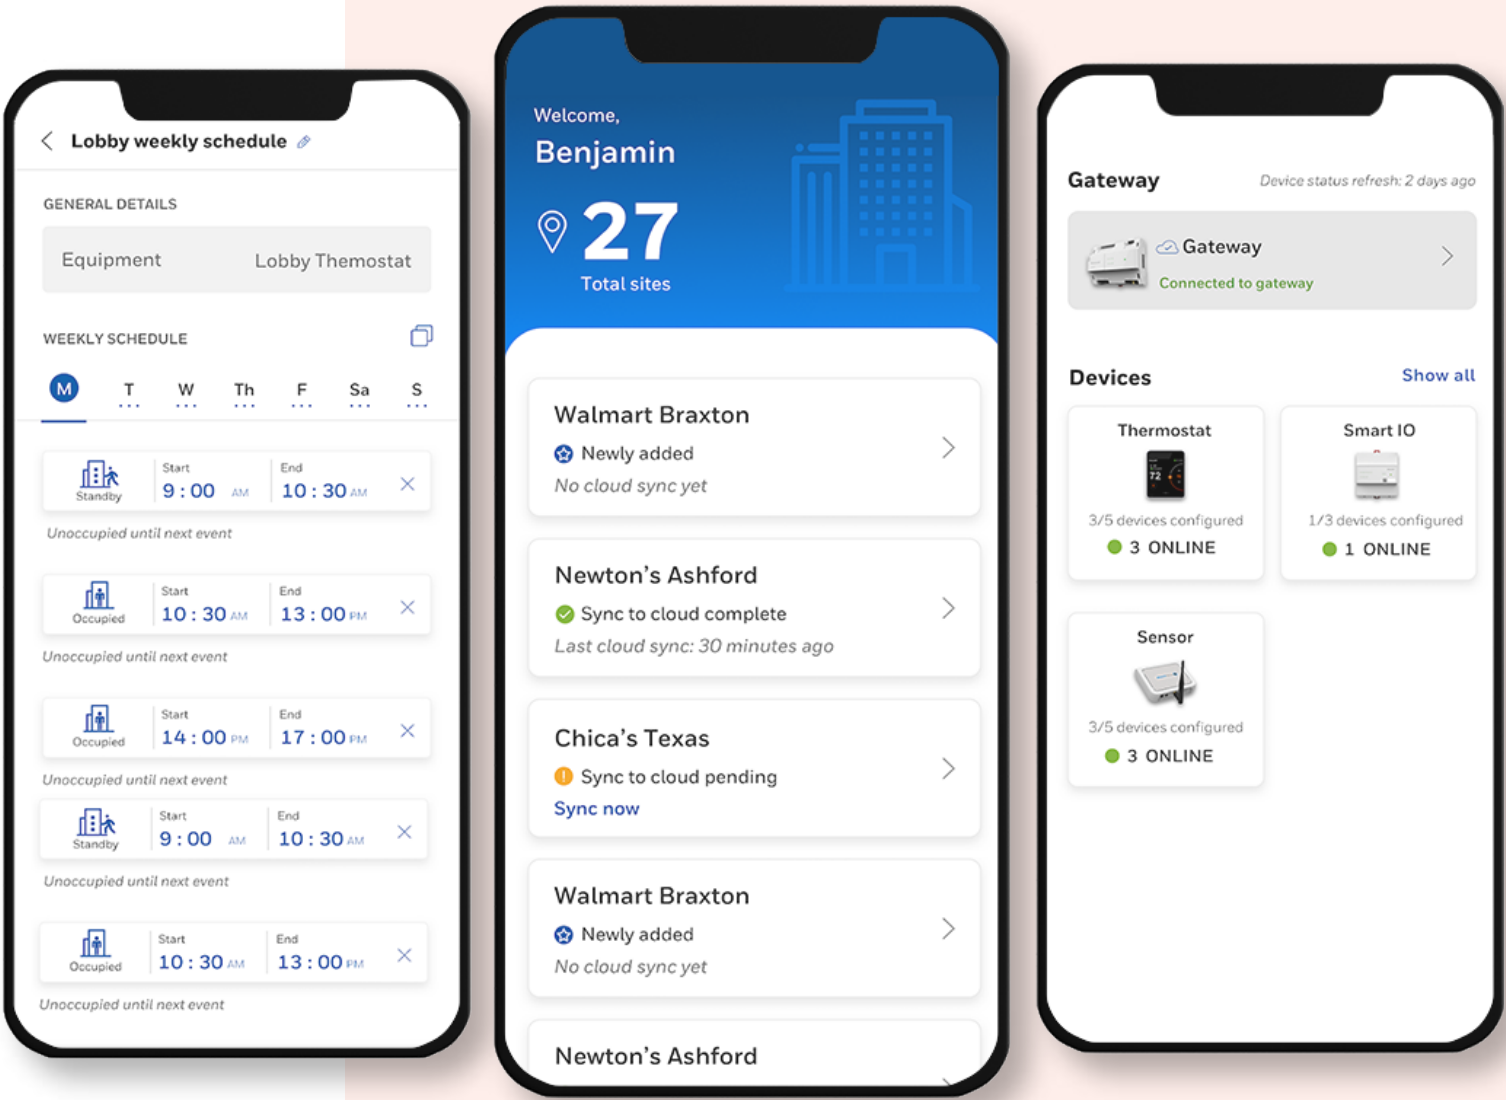 Lobby weekly schedule
GENERAL DETAILS
Equipment Lobby Themostat
WEEKLY SCHEDULE
M T W Th F Sa S
Start End
9 : 00 AM 10 : 30 AM
Standby
Unoccupied until next event
Start End
10 : 30 AM 13 : 00 PM
Occupied
Unoccupied until next event
Start End
14 : 00 PM 17 : 00 PM
Occupied
Unoccupied until next event
Start End
9 : 00 AM 10 : 30 AM
Standby
Unoccupied until next event
Start End
10 : 30 AM 13 : 00 PM
Occupied
Unoccupied until next event
Welcome,
Benjamin
27
Total sites
Walmart Braxton
Newly added
No cloud sync yet
Newton's Ashford
Sync to cloud complete
Last cloud sync: 30 minutes ago
Chica's Texas
Sync to cloud pending
Sync now
Walmart Braxton
Newly added
No cloud sync yet
Newton's Ashford
Gateway Device status refresh: 2 days ago
Gateway
Connected to gateway
Devices Show all
Thermostat
72
3/5 devices configured
3 ONLINE
Smart IO
1/3 devices configured
1 ONLINE
Sensor
3/5 devices configured
3 ONLINE